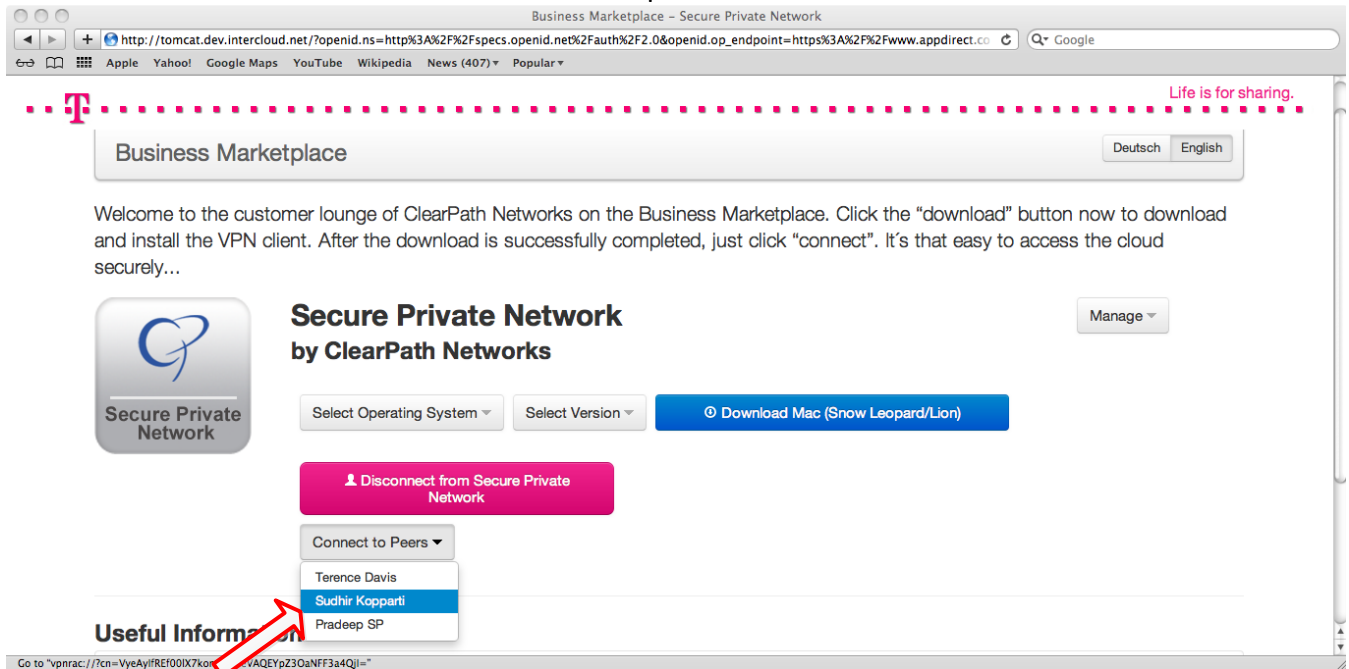 Business Marketplace – Secure Private Network
http://tomcat.dev.intercloud.net/?openid.ns=http%3A%2F%2Fspecs.openid.net%2Fauth%2F2.0&openid.op_endpoint=https%3A%2F%2Fwww.appdirect.co
Google
Apple Yahoo! Google Maps YouTube Wikipedia News (407) Popular
Life is for sharing.
T
Business Marketplace
Deutsch English
Welcome to the customer lounge of ClearPath Networks on the Business Marketplace. Click the “download” button now to download
and install the VPN client. After the download is successfully completed, just click “connect”. It´s that easy to access the cloud
securely...
Secure Private Network
Manage
by ClearPath Networks
Secure Private
Network
Select Operating System Select Version Download Mac (Snow Leopard/Lion)
Disconnect from Secure Private
Network
Connect to Peers
Terence Davis
Sudhir Kopparti
Pradeep SP
Useful
Go to "vpnrac://?cn=